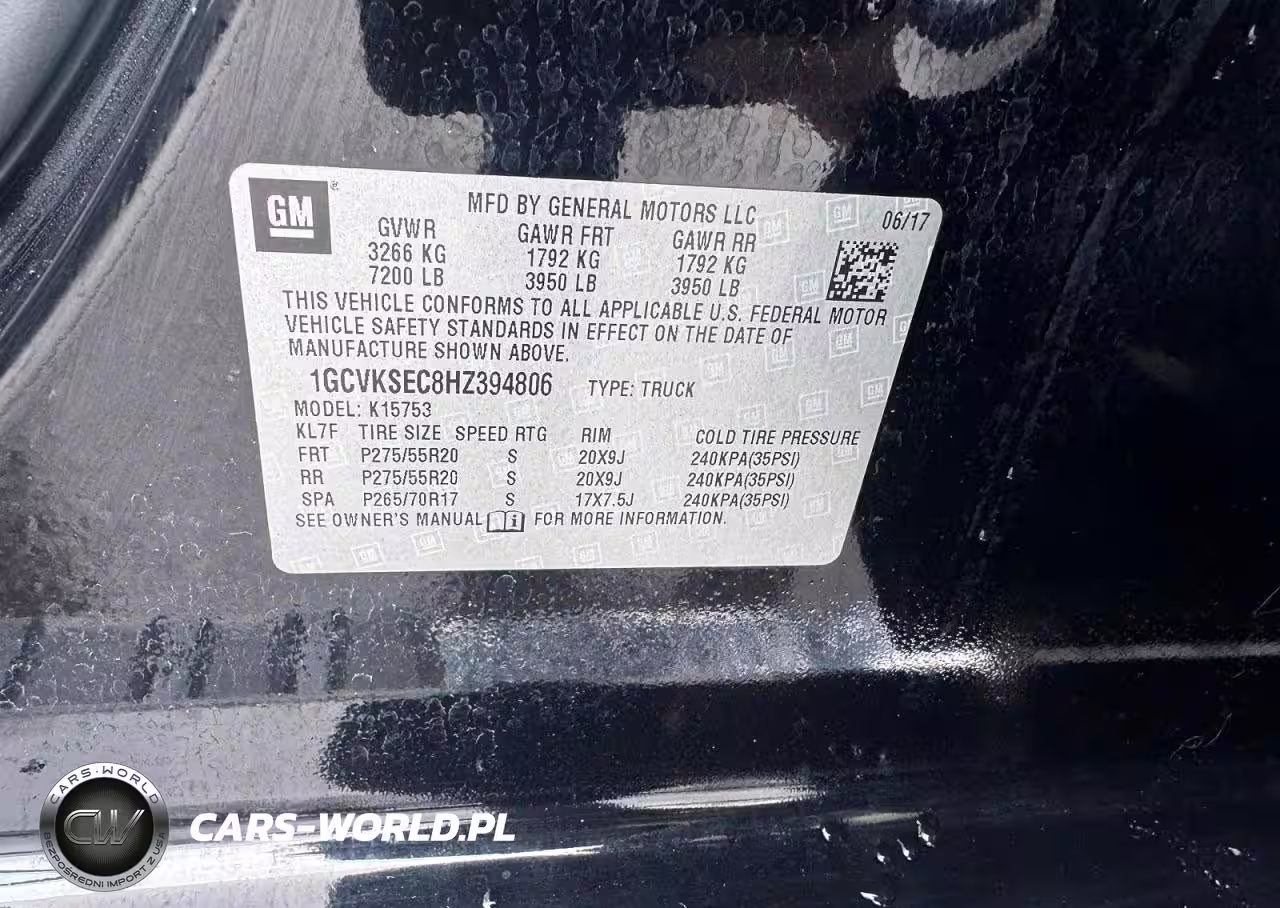 GM
®
MFD BY GENERAL MOTORS LLC
06/17
GVWR GAWR FRT GAWR RR
3266 KG 1792 KG 1792 KG
7200 LB 3950 LB 3950 LB
THIS VEHICLE CONFORMS TO ALL APPLICABLE U.S. FEDERAL MOTOR
VEHICLE SAFETY STANDARDS IN EFFECT ON THE DATE OF
MANUFACTURE SHOWN ABOVE.
1GCVKSEC8HZ394806 TYPE: TRUCK
MODEL: K15753
KL7F TIRE SIZE SPEED RTG RIM COLD TIRE PRESSURE
FRT P275/55R20 S 20X9J 240KPA(35PSI)
RR P275/55R20 S 20X9J 240KPA(35PSI)
SPA P265/70R17 S 17X7.5J 240KPA(35PSI)
SEE OWNER'S MANUAL FOR MORE INFORMATION.
CARS-WORLD
CW
BEZPOŚREDNI IMPORT Z USA
CARS-WORLD.PL